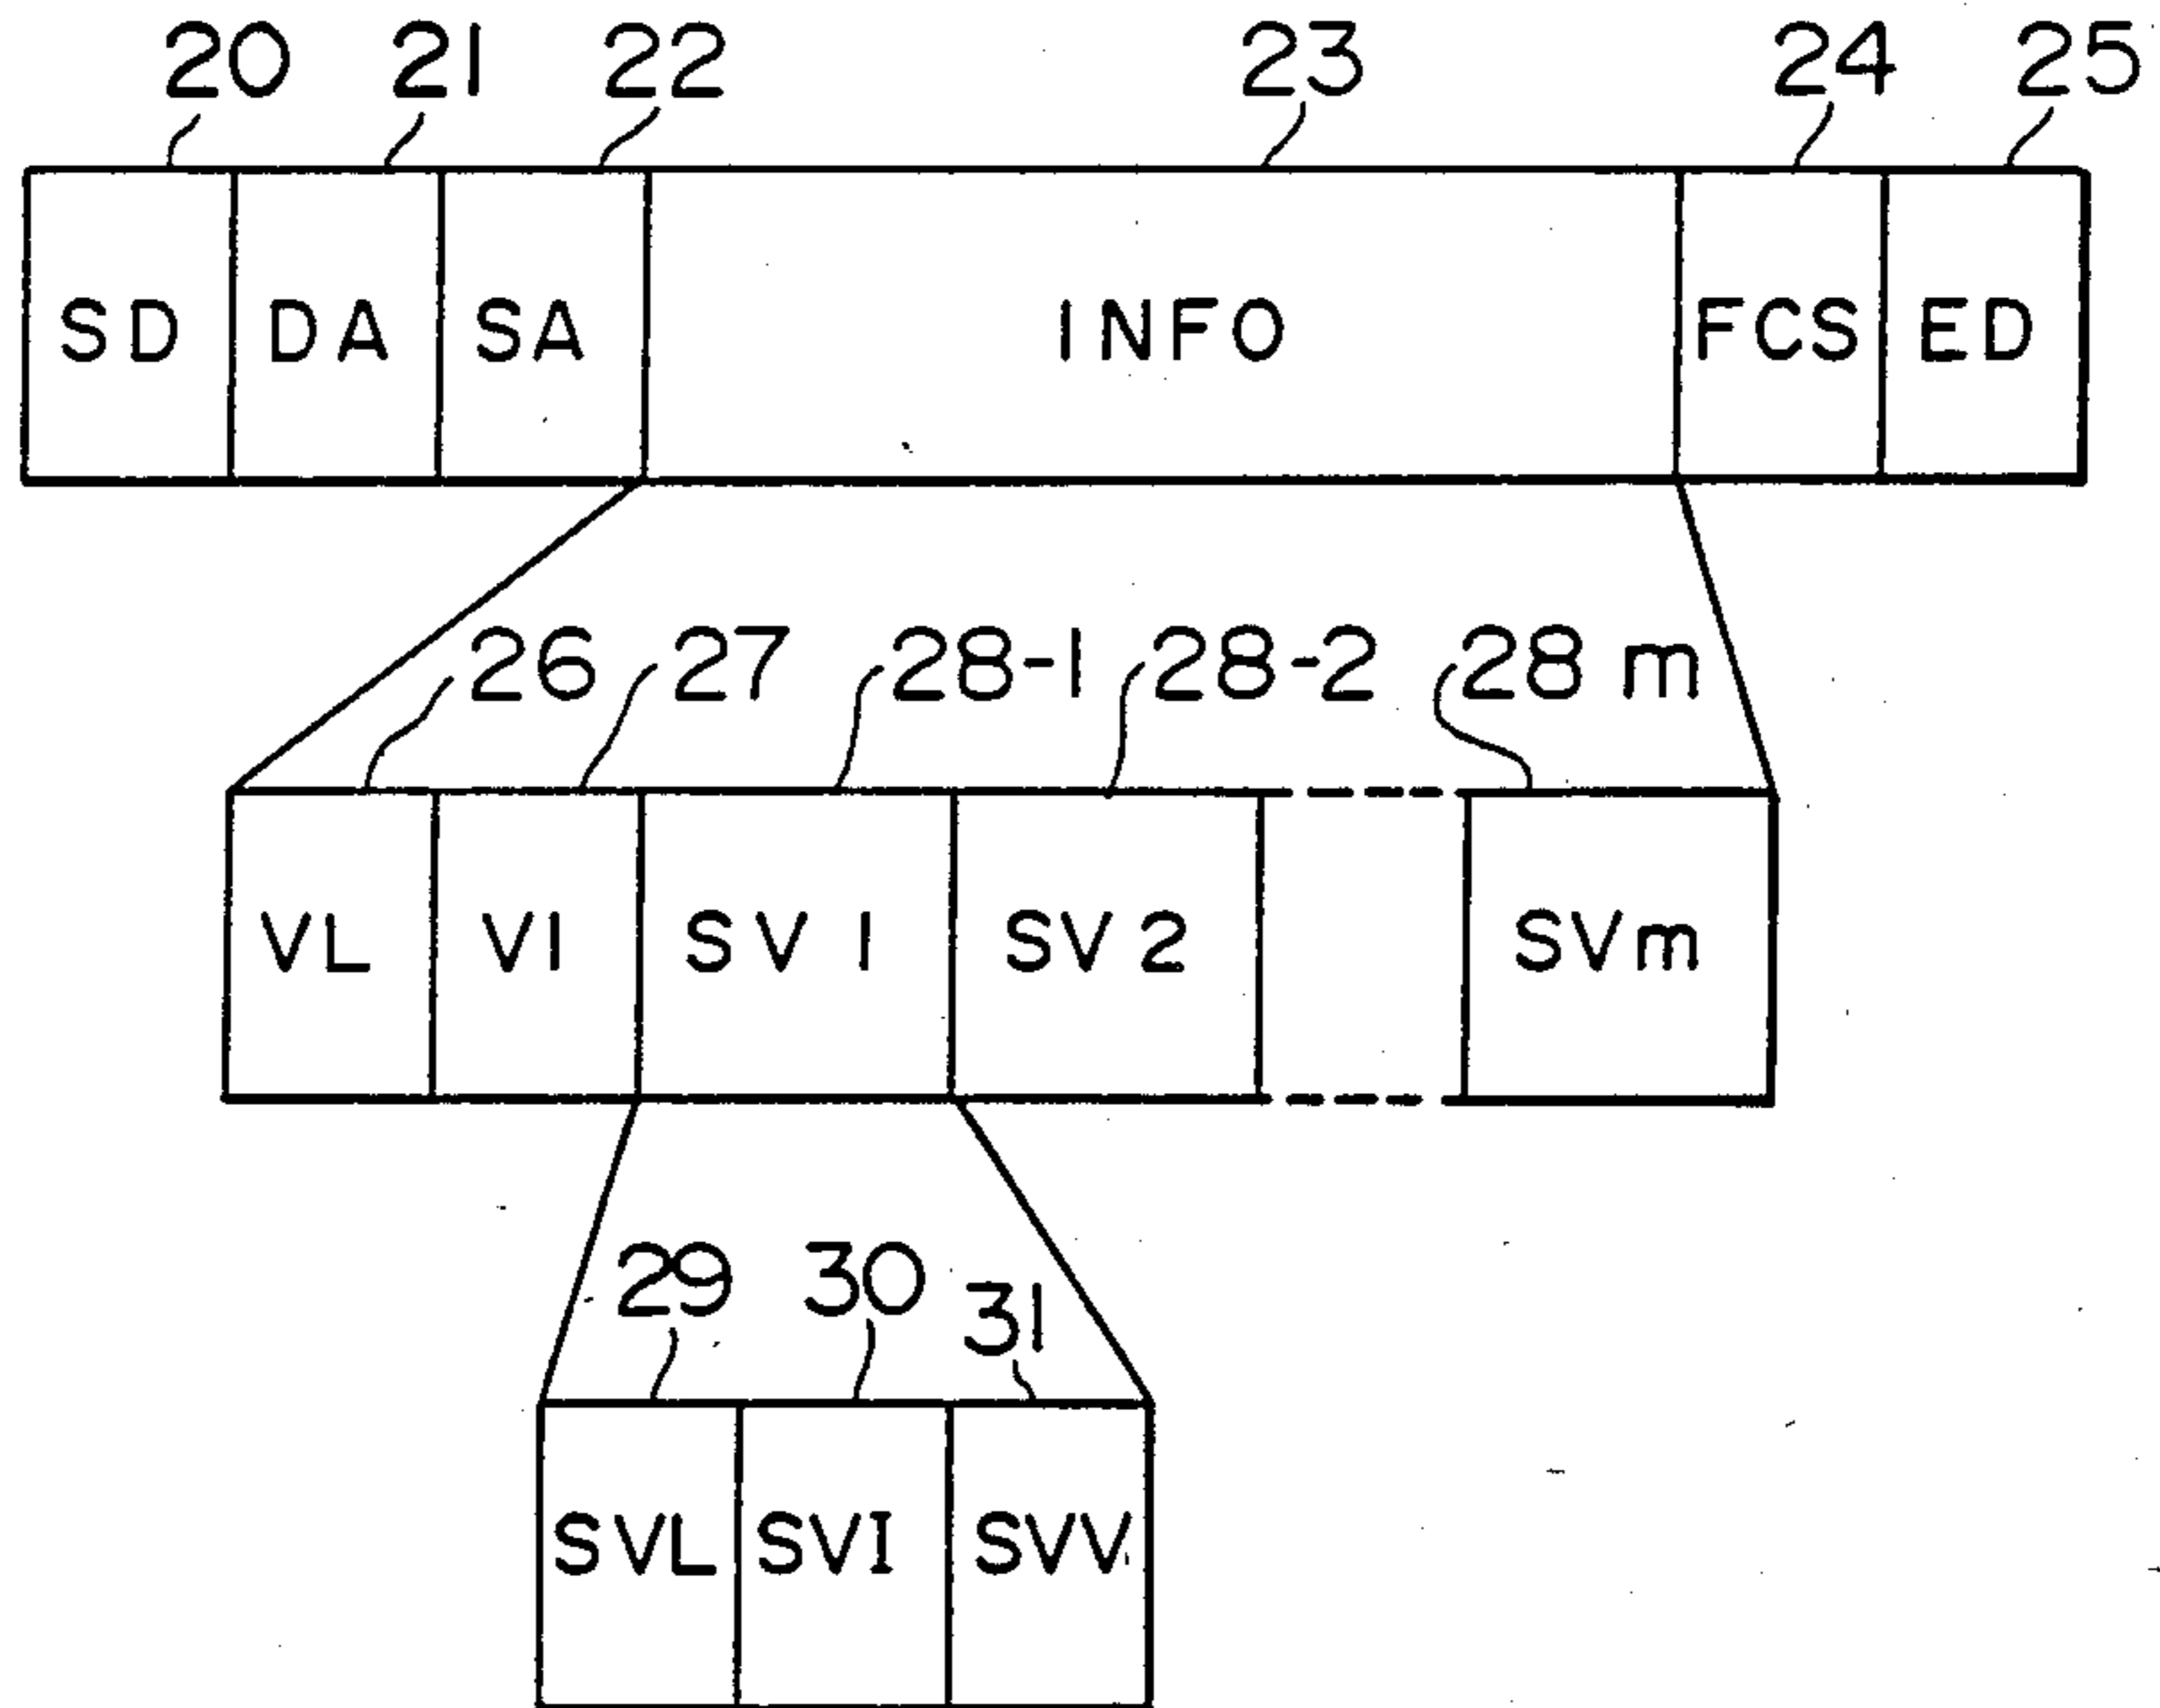 20 21 22 23 24 25
SD DA SA INFO FCS ED
26 27 28-1 28-2 28m
VL VI SV1 SV2 SVm
29 30 31
SVL SVI SVV